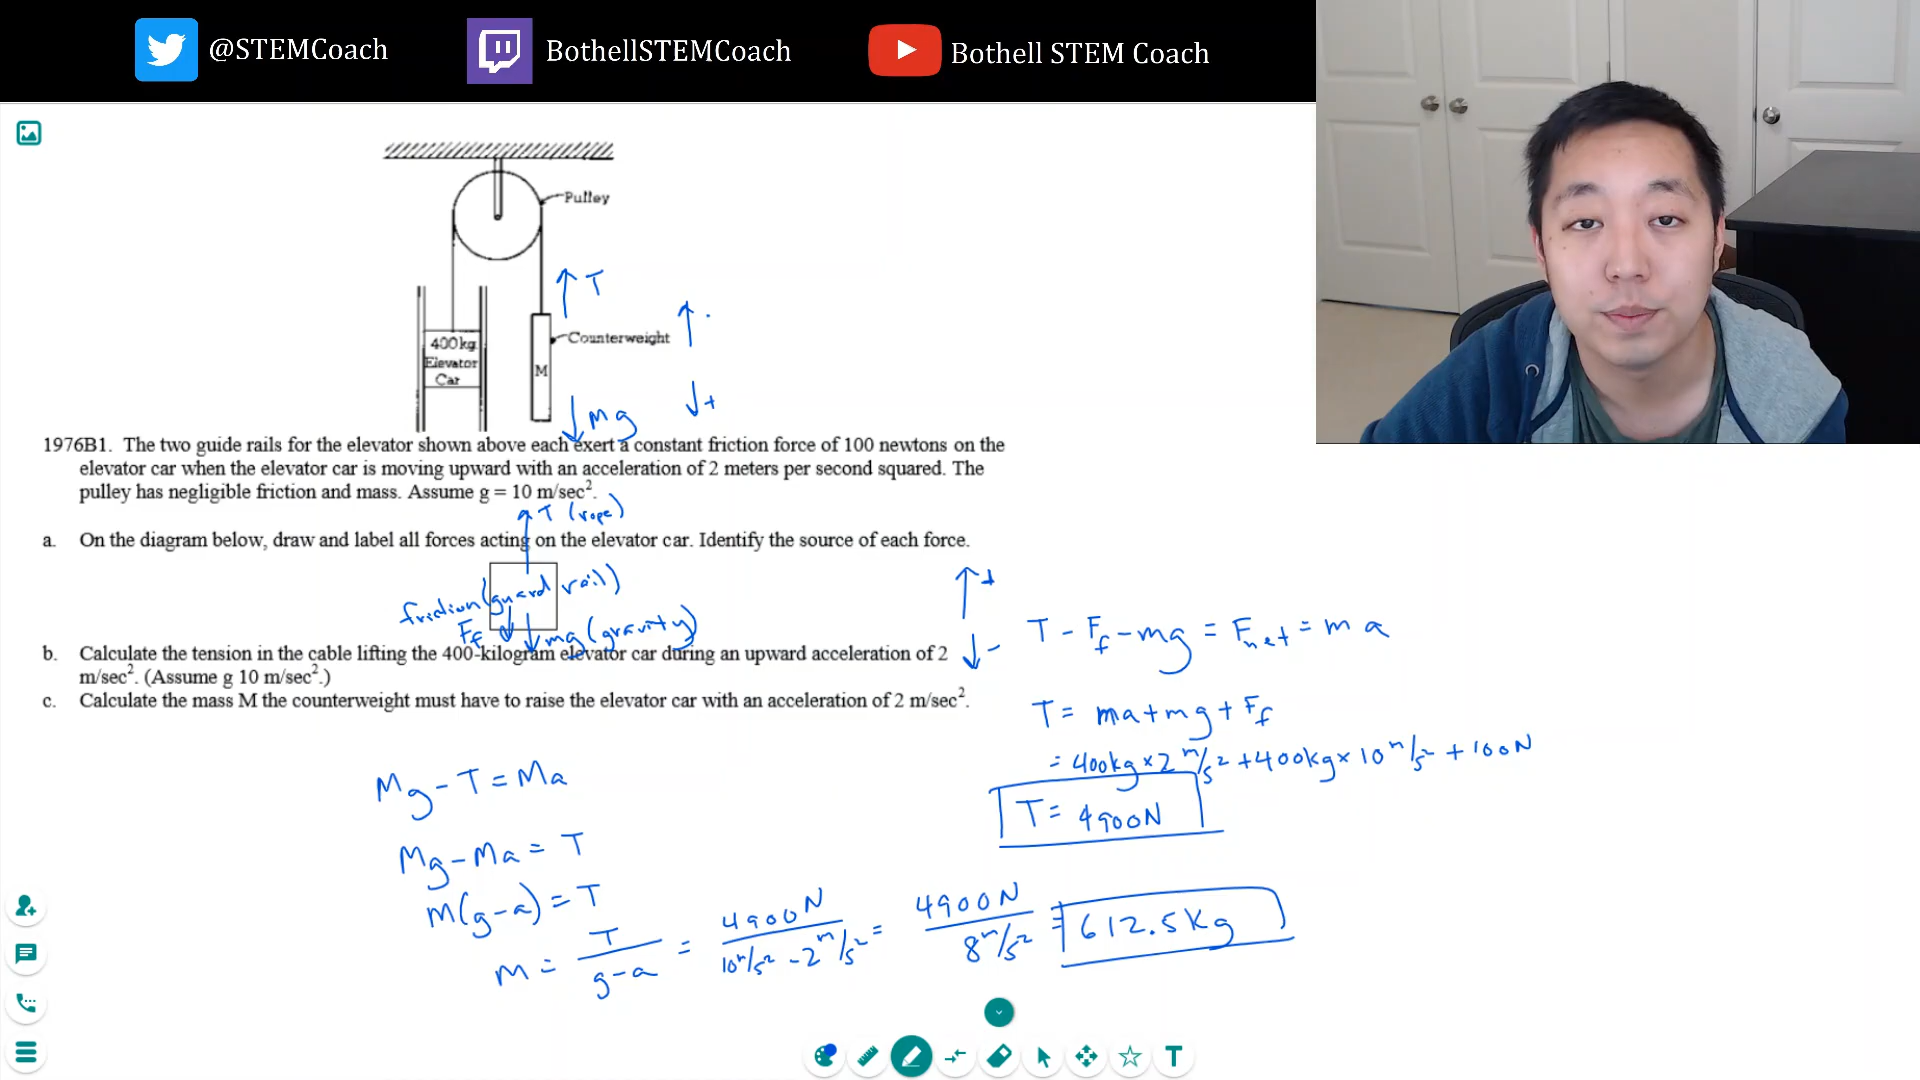 @STEMCoach
BothellSTEMCoach
Bothell STEM Coach
Pulley
T
Counterweight
400kg
Elevator
Car
M
+
Mg
1976B1. The two guide rails for the elevator shown above each exert a constant friction force of 100 newtons on the
elevator car when the elevator car is moving upward with an acceleration of 2 meters per second squared. The
pulley has negligible friction and mass. Assume g = 10 m/sec².
T (rope)
a. On the diagram below, draw and label all forces acting on the elevator car. Identify the source of each force.
friction (guard rail)
F_f
mg (gravity)
+
-
b. Calculate the tension in the cable lifting the 400-kilogram elevator car during an upward acceleration of 2
m/sec². (Assume g 10 m/sec².)
c. Calculate the mass M the counterweight must have to raise the elevator car with an acceleration of 2 m/sec².
T - F_f - mg = F_net = ma
T = ma + mg + F_f
= 400kg × 2 m/s² + 400kg × 10 m/s² + 100N
T = 4900N
Mg - T = Ma
Mg - Ma = T
m(g-a) = T
m = T/(g-a) = 4900N/(10 m/s² - 2 m/s²) = 4900N/(8 m/s²) = 612.5kg
T